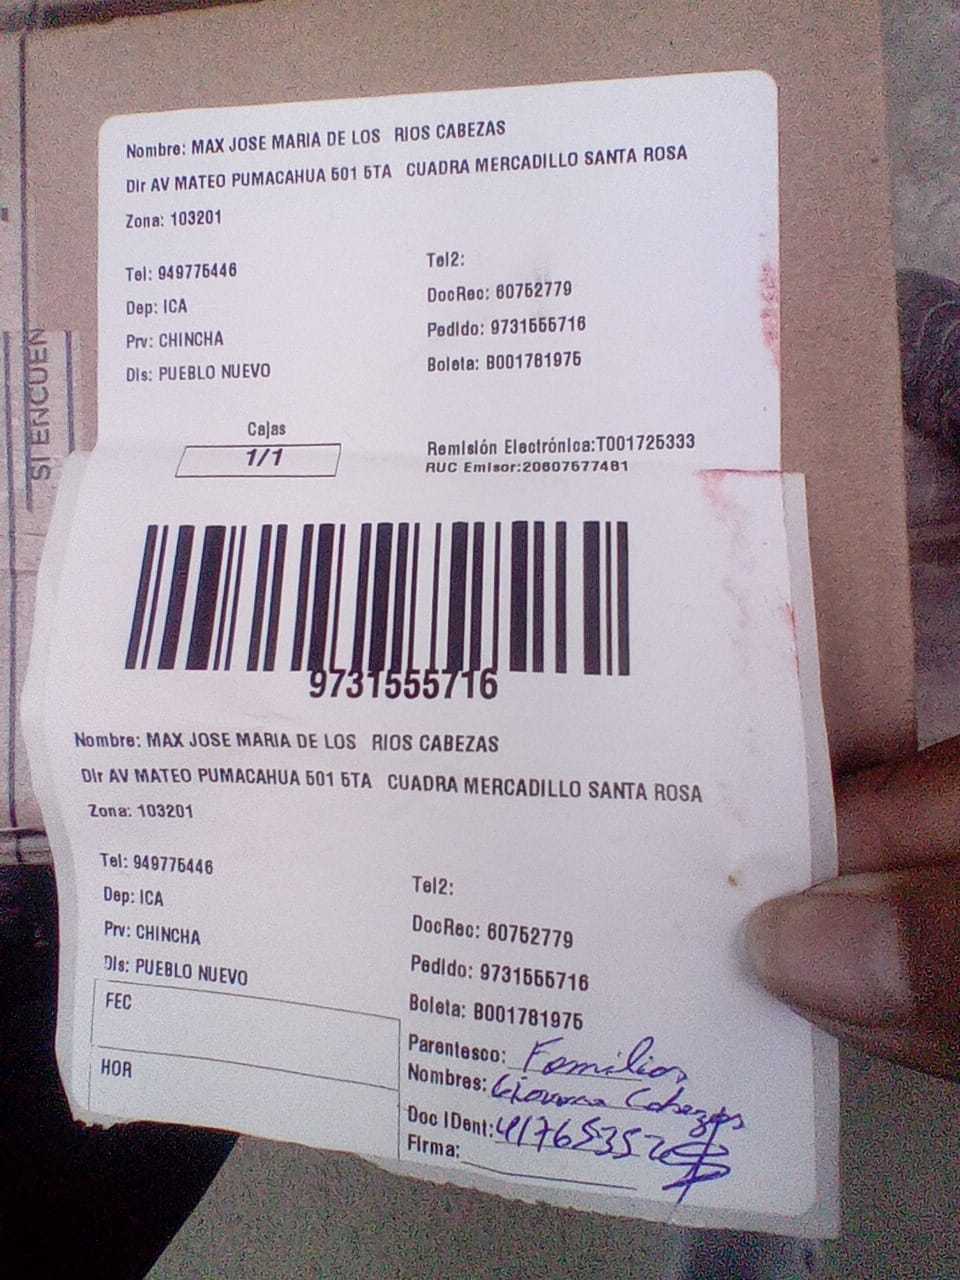 Nombre: MAX JOSE MARIA DE LOS RIOS CABEZAS
Dir AV MATEO PUMACAHUA 501 5TA CUADRA MERCADILLO SANTA ROSA
Zona: 103201
Tel: 949775446
Tel2:
Dep: ICA
DocRec: 60752779
Prv: CHINCHA
Pedido: 9731555716
Dis: PUEBLO NUEVO
Boleta: B001781975
Cajas
1/1
Remisión Electrónica:T001725333
RUC Emisor:20607577481
SI ENCUEN
9731555716
Nombre: MAX JOSE MARIA DE LOS RIOS CABEZAS
Dir AV MATEO PUMACAHUA 501 5TA CUADRA MERCADILLO SANTA ROSA
Zona: 103201
Tel: 949775446
Tel2:
Dep: ICA
DocRec: 60752779
Prv: CHINCHA
Pedido: 9731555716
Dis: PUEBLO NUEVO
Boleta: B001781975
FEC
HOR
Parentesco: Familiar
Nombres: Giovanna Cabezas
Doc IDent: 41765352
Firma: